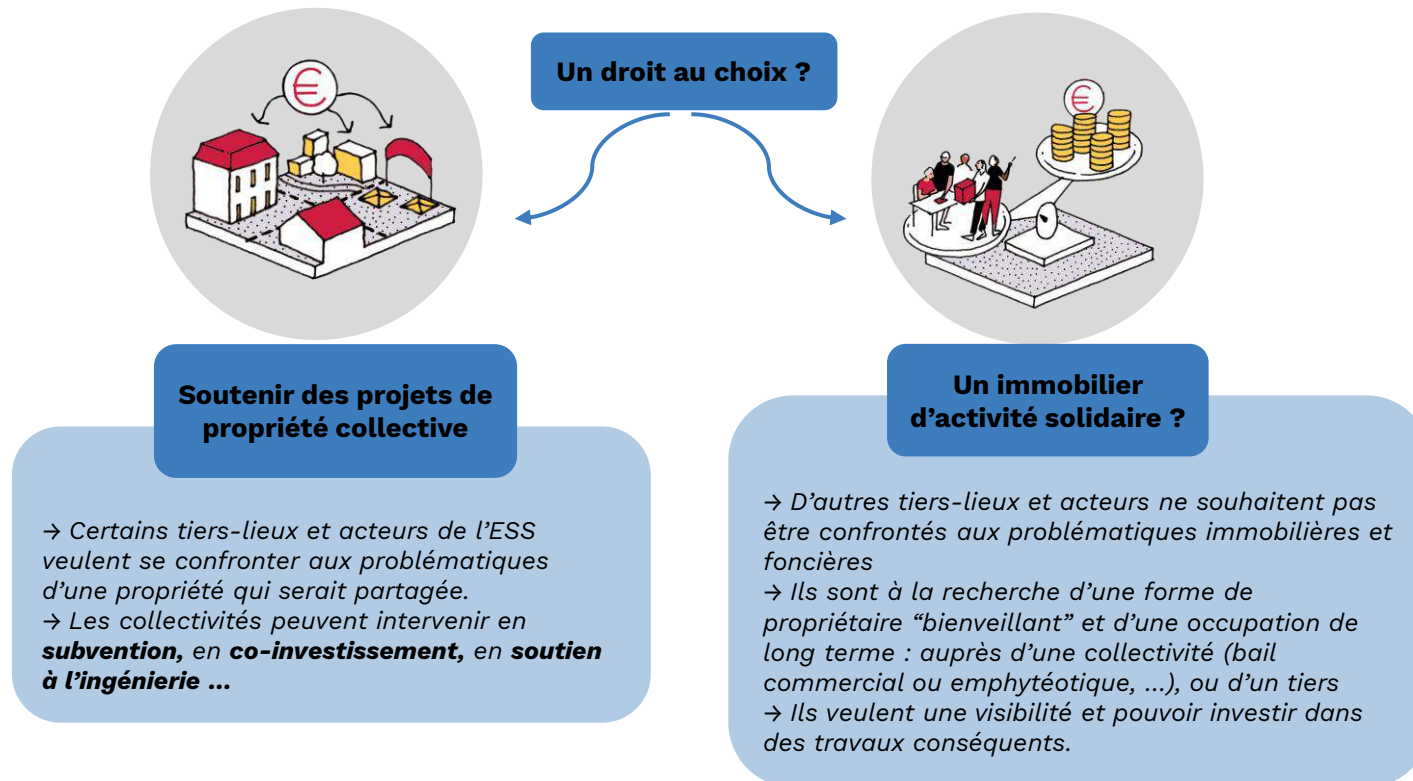 Un droit au choix ?
Soutenir des projets de
propriété collective
→ Certains tiers-lieux et acteurs de l’ESS
veulent se confronter aux problématiques
d’une propriété qui serait partagée.
→ Les collectivités peuvent intervenir en
subvention, en co-investissement, en soutien
à l’ingénierie ...
Un immobilier
d’activité solidaire ?
→ D’autres tiers-lieux et acteurs ne souhaitent pas
être confrontés aux problématiques immobilières et
foncières
→ Ils sont à la recherche d’une forme de
propriétaire “bienveillant” et d’une occupation de
long terme : auprès d’une collectivité (bail
commercial ou emphytéotique, ...), ou d’un tiers
→ Ils veulent une visibilité et pouvoir investir dans
des travaux conséquents.